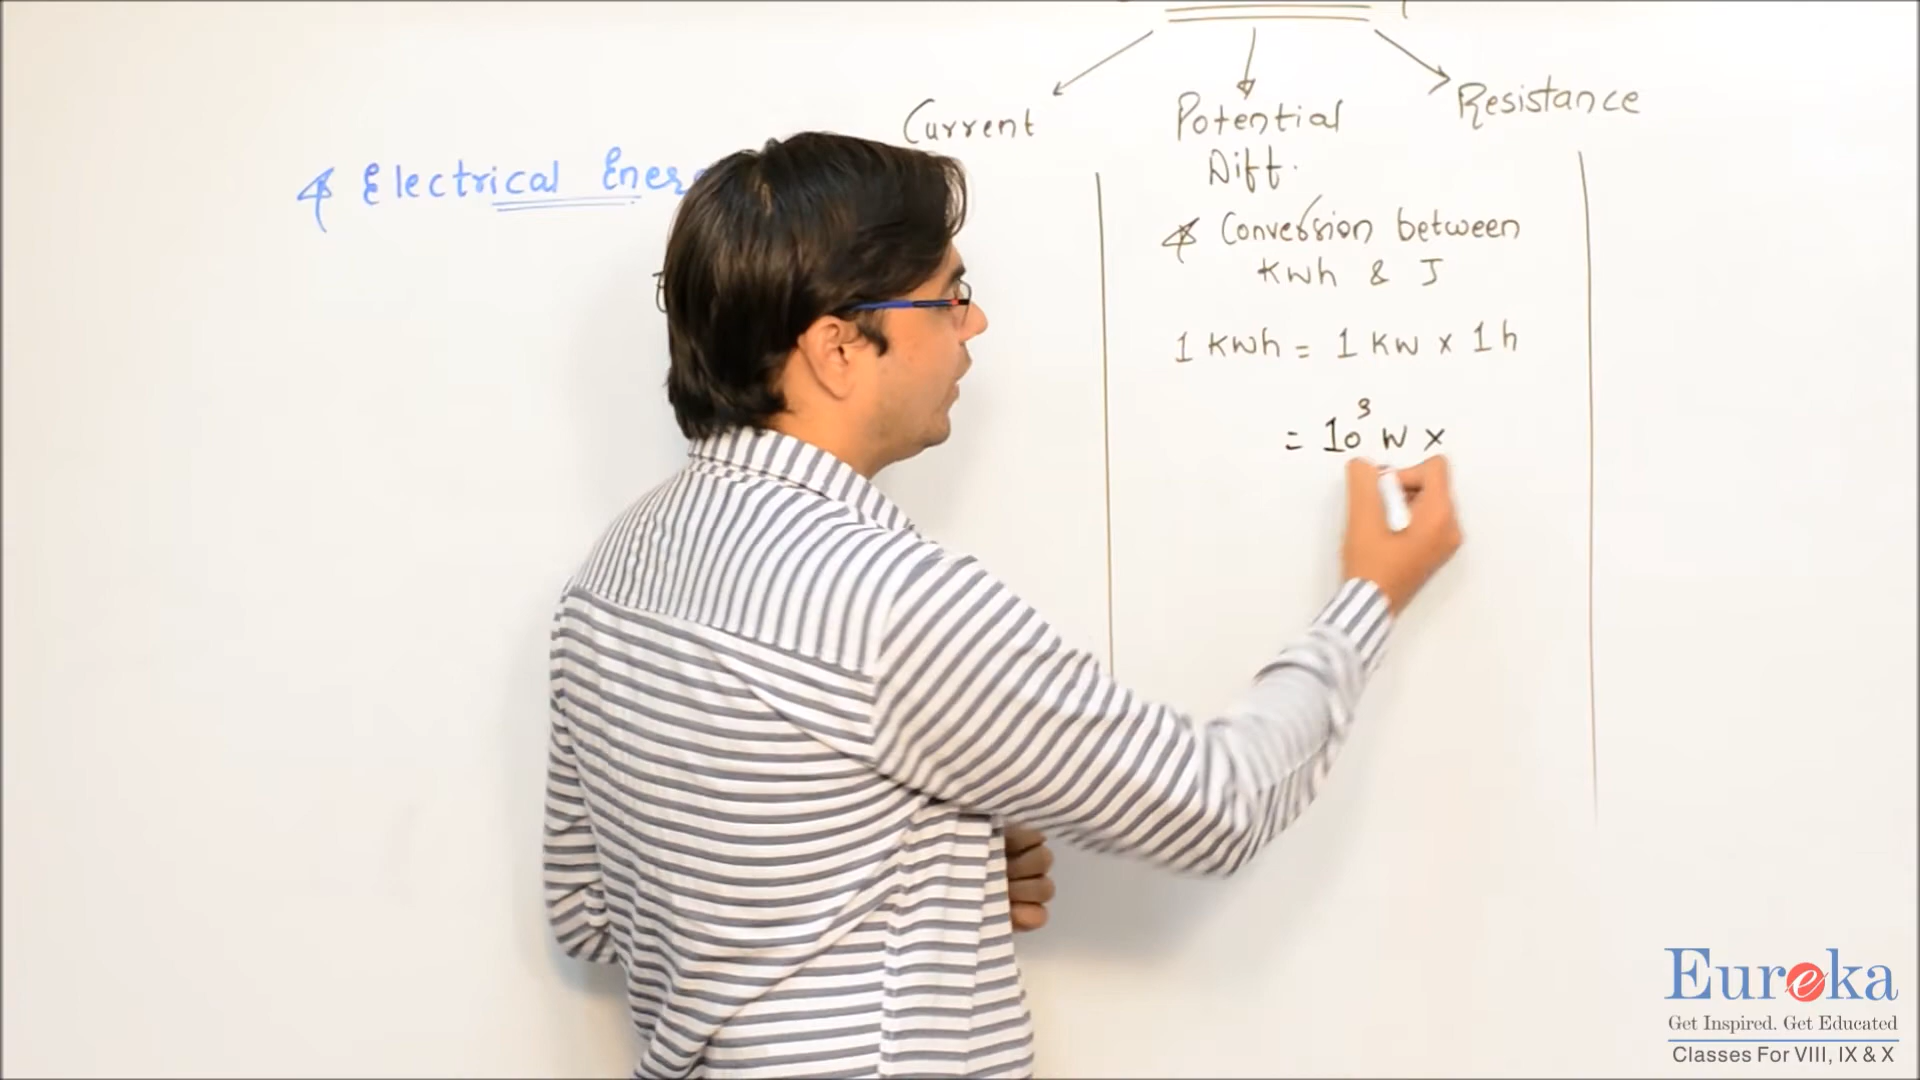 Current
Potential
Diff.
Resistance
Electrical
Conversion between
Kwh & J
1 Kwh = 1 Kw x 1 h
= 10³ W x
Eureka
Get Inspired. Get Educated
Classes For VIII, IX & X